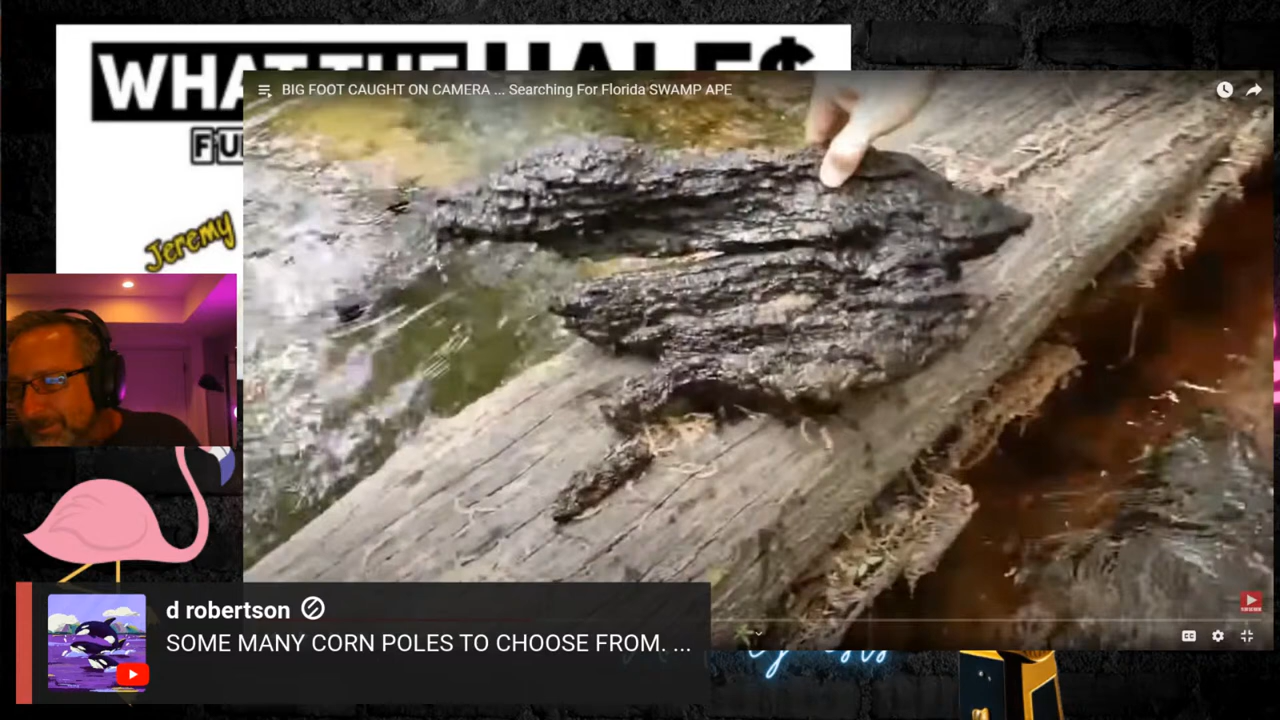 WHAT THE HALE$
BIG FOOT CAUGHT ON CAMERA ... Searching For Florida SWAMP APE
FU
Jeremy
d robertson
SOME MANY CORN POLES TO CHOOSE FROM. ...
CC